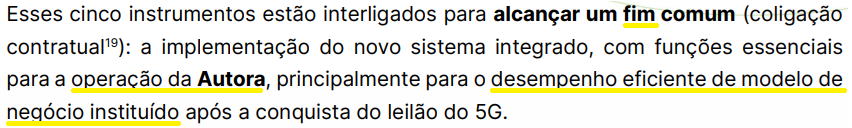 Esses cinco instrumentos estão interligados para alcançar um fim comum (coligação
contratual¹⁹): a implementação do novo sistema integrado, com funções essenciais
para a operação da Autora, principalmente para o desempenho eficiente de modelo de
negócio instituído após a conquista do leilão do 5G.